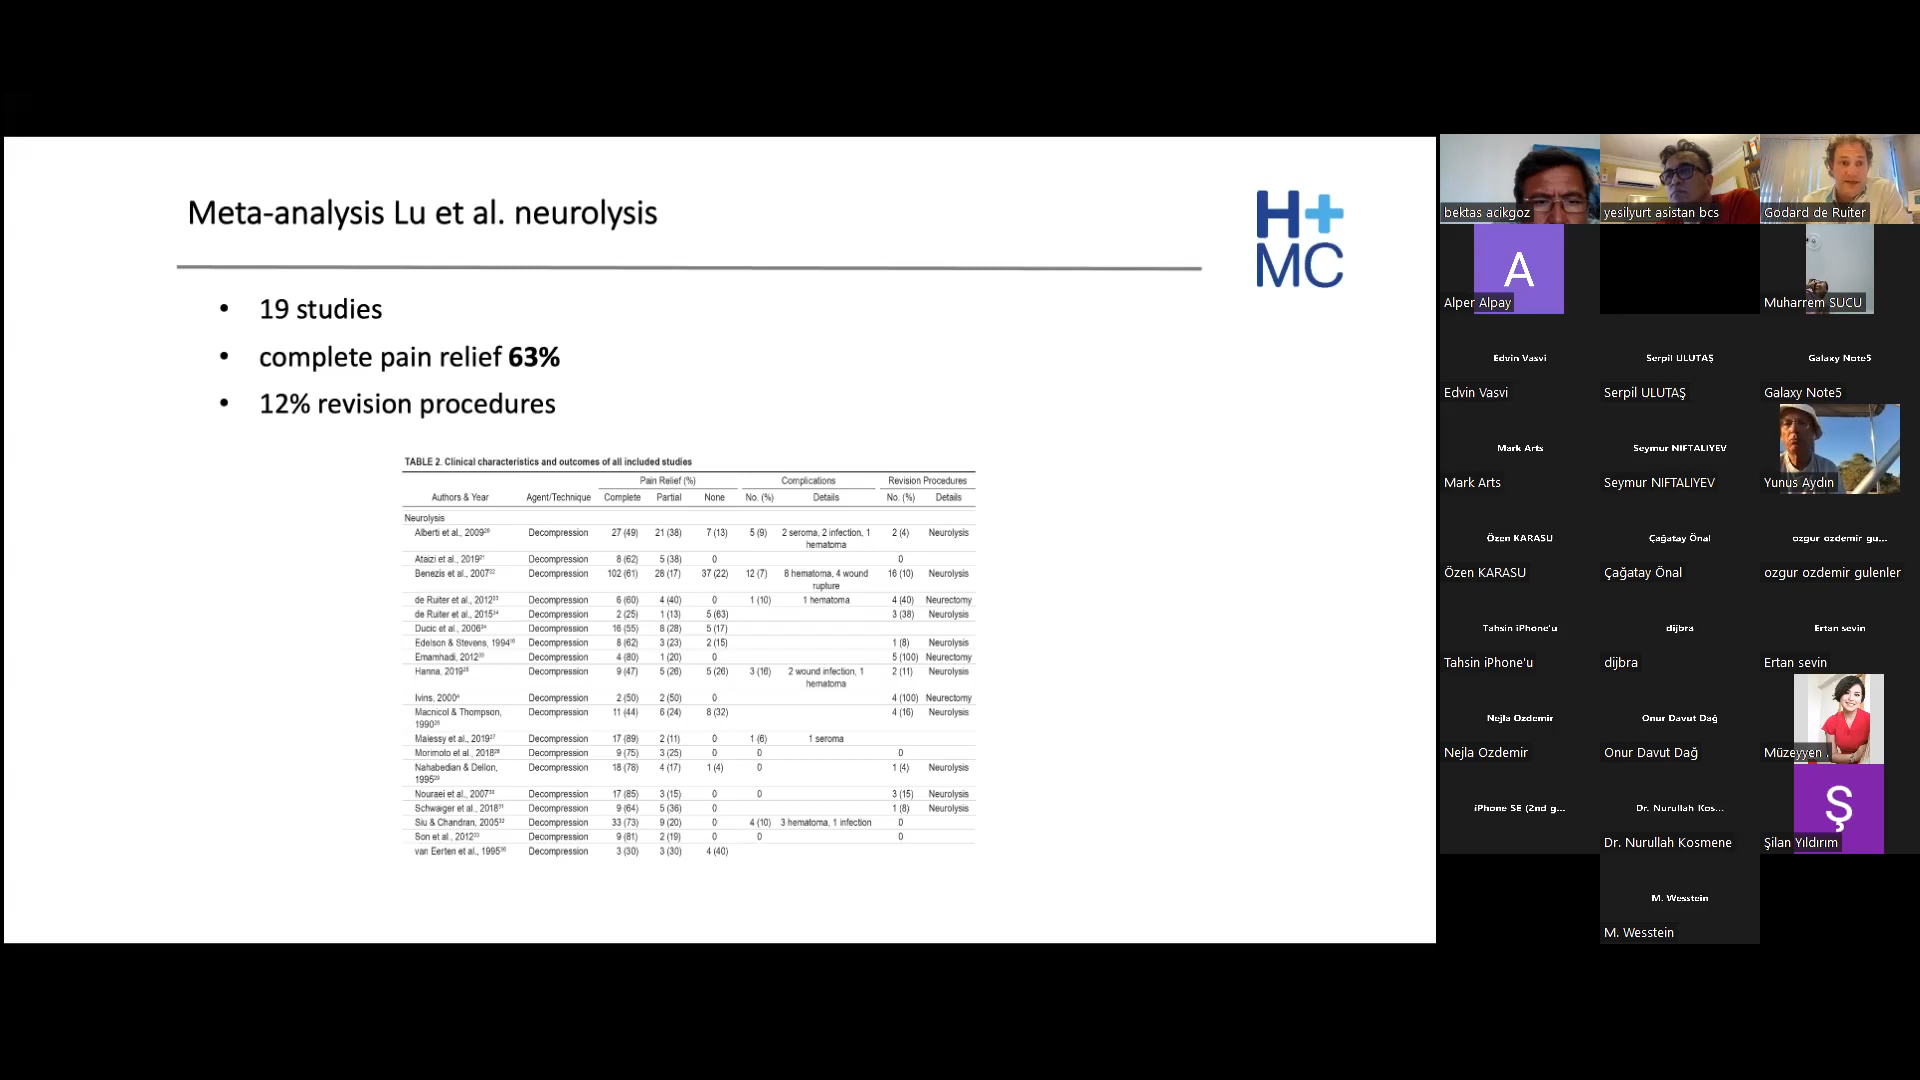 Meta-analysis Lu et al. neurolysis
H+
MC
• 19 studies
• complete pain relief 63%
• 12% revision procedures
TABLE 2. Clinical characteristics and outcomes of all included studies
Pain Relief (%) Complications Revision Procedures
Authors & Year Agent/Technique Complete Partial None No. (%) Details No. (%) Details
Neurolysis
Alberti et al., 2009 Decompression 27 (49) 21 (38) 7 (13) 5 (9) 2 seroma, 2 infection, 1 2 (4) Neurolysis
hematoma
Ataizi et al., 2019 Decompression 8 (62) 5 (38) 0 0
Benezis et al., 2007 Decompression 102 (61) 28 (17) 37 (22) 12 (7) 8 hematoma, 4 wound 16 (10) Neurolysis
rupture
de Ruiter et al., 2012 Decompression 6 (60) 4 (40) 0 1 (10) 1 hematoma 4 (40) Neurectomy
de Ruiter et al., 2015 Decompression 2 (25) 1 (13) 5 (63) 3 (38) Neurolysis
Ducic et al., 2006 Decompression 16 (55) 8 (28) 5 (17)
Edelson & Stevens, 1994 Decompression 8 (62) 3 (23) 2 (15) 1 (8) Neurolysis
Emamhadi, 2012 Decompression 4 (80) 1 (20) 0 5 (100) Neurectomy
Hanna, 2019 Decompression 9 (47) 5 (26) 5 (26) 3 (16) 2 wound infection, 1 2 (11) Neurolysis
hematoma
Ivins, 2000 Decompression 2 (50) 2 (50) 0 4 (100) Neurectomy
Macnicol & Thompson, Decompression 11 (44) 6 (24) 8 (32) 4 (16) Neurolysis
1990
Malessy et al., 2019 Decompression 17 (89) 2 (11) 0 1 (6) 1 seroma
Morimoto et al., 2018 Decompression 9 (75) 3 (25) 0 0 0
Nahabedian & Dellon, Decompression 18 (78) 4 (17) 1 (4) 0 1 (4) Neurolysis
1995
Nouraei et al., 2007 Decompression 17 (85) 3 (15) 0 0 3 (15) Neurolysis
Schwaiger et al., 2018 Decompression 9 (64) 5 (36) 0 1 (8) Neurolysis
Siu & Chandran, 2005 Decompression 33 (73) 9 (20) 0 4 (10) 3 hematoma, 1 infection 0
Son et al., 2012 Decompression 9 (81) 2 (19) 0 0 0
van Eerten et al., 1995 Decompression 3 (30) 3 (30) 4 (40)
bektas acikgoz yesilyurt asistan bcs Godard de Ruiter
A
Alper Alpay Muharrem SUCU
Edvin Vasvi Serpil ULUTAŞ Galaxy Note5
Edvin Vasvi Serpil ULUTAŞ Galaxy Note5
Mark Arts Seymur NIFTALIYEV
Mark Arts Seymur NIFTALIYEV Yunus Aydın
Özen KARASU Çağatay Önal ozgur ozdemir gu...
Özen KARASU Çağatay Önal ozgur ozdemir gulenler
Tahsin iPhone'u dijbra Ertan sevin
Tahsin iPhone'u dijbra Ertan sevin
Nejla Ozdemir Onur Davut Dağ
Nejla Ozdemir Onur Davut Dağ Müzeyyen .
iPhone SE (2nd g... Dr. Nurullah Kos... Ş
Dr. Nurullah Kosmene Şilan Yıldırım
M. Wesstein
M. Wesstein